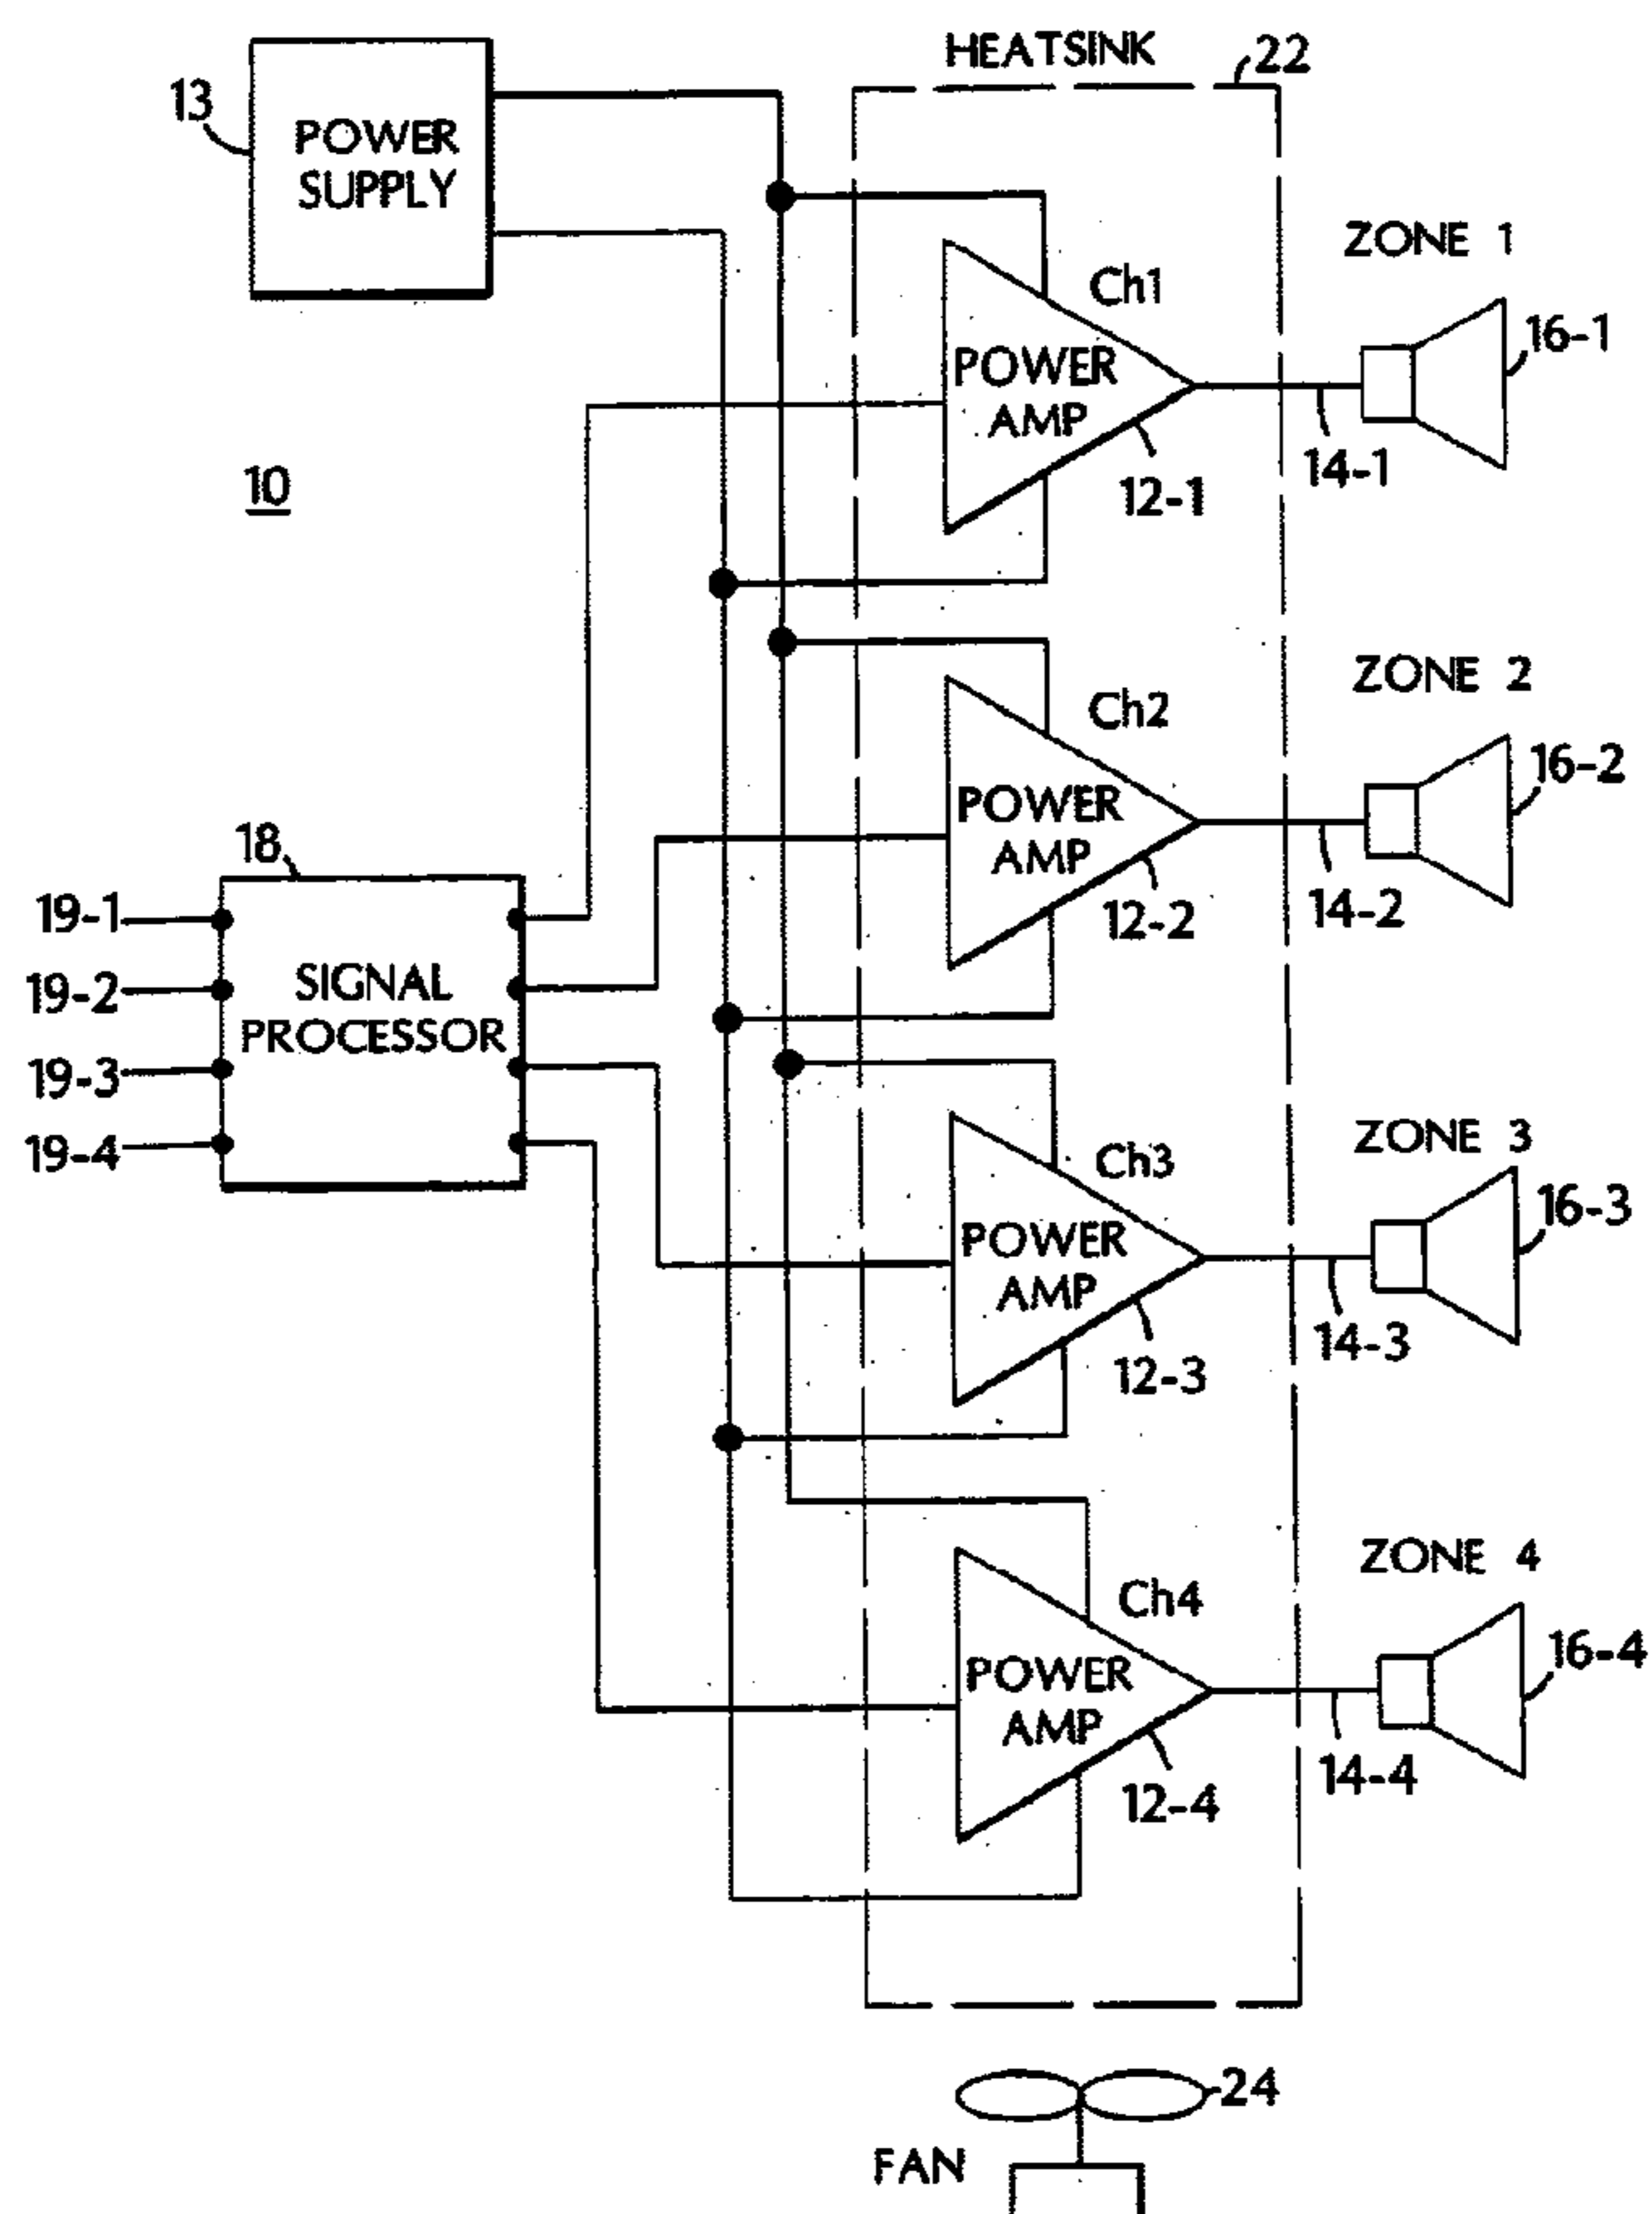 HEATSINK
22
13
POWER
SUPPLY
ZONE 1
Ch1
16-1
POWER
AMP
14-1
12-1
10
ZONE 2
Ch2
16-2
POWER
AMP
14-2
12-2
18
19-1
19-2
19-3
19-4
SIGNAL
PROCESSOR
ZONE 3
Ch3
16-3
POWER
AMP
14-3
12-3
ZONE 4
Ch4
16-4
POWER
AMP
14-4
12-4
24
FAN